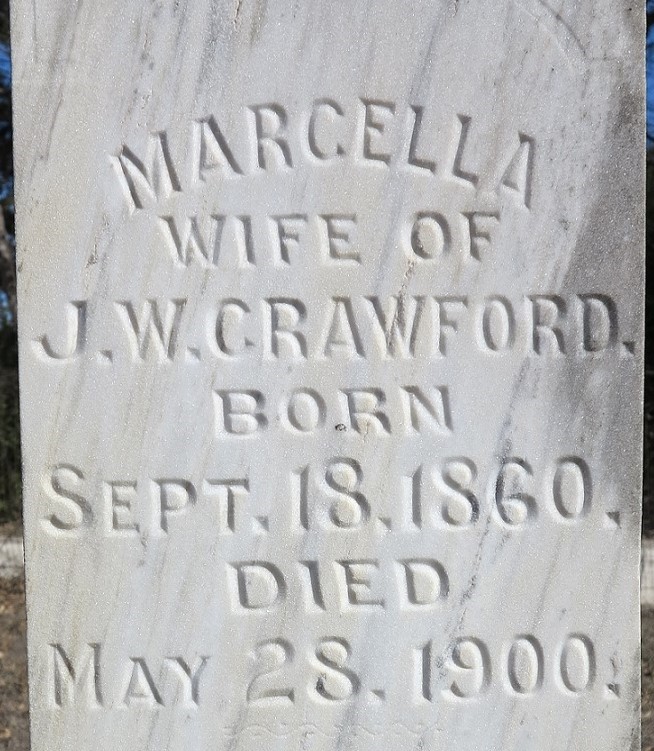 MARCELLA
WIFE OF
J.W.CRAWFORD.
BORN
SEPT. 18.1860.
DIED
MAY 28.1900.